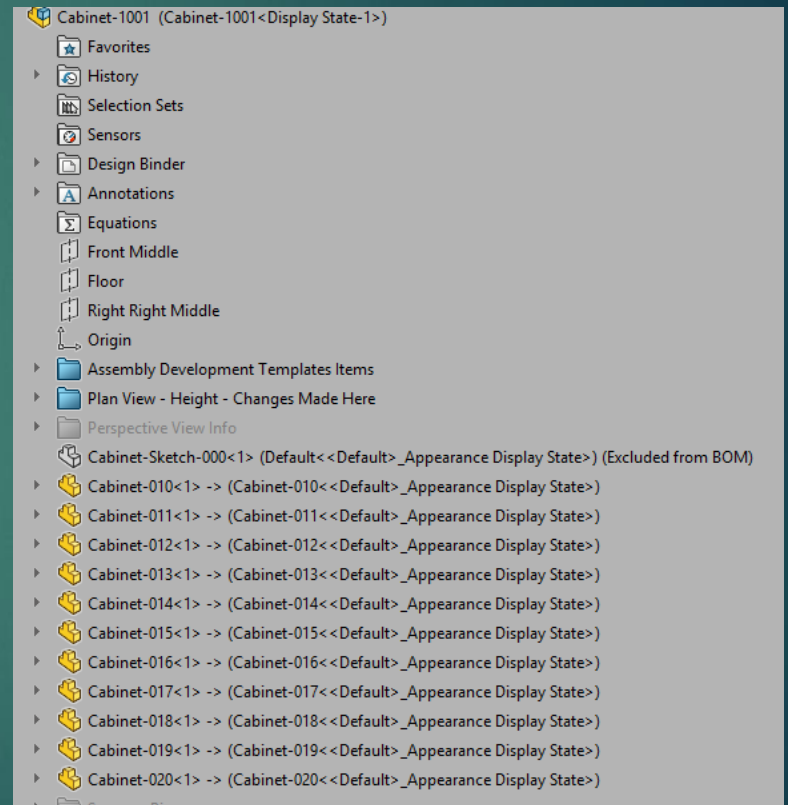 Cabinet-1001 (Cabinet-1001<Display State-1>)
Favorites
History
Selection Sets
Sensors
Design Binder
Annotations
Equations
Front Middle
Floor
Right Right Middle
Origin
Assembly Development Templates Items
Plan View - Height - Changes Made Here
Perspective View Info
Cabinet-Sketch-000<1> (Default<<Default>_Appearance Display State>) (Excluded from BOM)
Cabinet-010<1> -> (Cabinet-010<<Default>_Appearance Display State>)
Cabinet-011<1> -> (Cabinet-011<<Default>_Appearance Display State>)
Cabinet-012<1> -> (Cabinet-012<<Default>_Appearance Display State>)
Cabinet-013<1> -> (Cabinet-013<<Default>_Appearance Display State>)
Cabinet-014<1> -> (Cabinet-014<<Default>_Appearance Display State>)
Cabinet-015<1> -> (Cabinet-015<<Default>_Appearance Display State>)
Cabinet-016<1> -> (Cabinet-016<<Default>_Appearance Display State>)
Cabinet-017<1> -> (Cabinet-017<<Default>_Appearance Display State>)
Cabinet-018<1> -> (Cabinet-018<<Default>_Appearance Display State>)
Cabinet-019<1> -> (Cabinet-019<<Default>_Appearance Display State>)
Cabinet-020<1> -> (Cabinet-020<<Default>_Appearance Display State>)